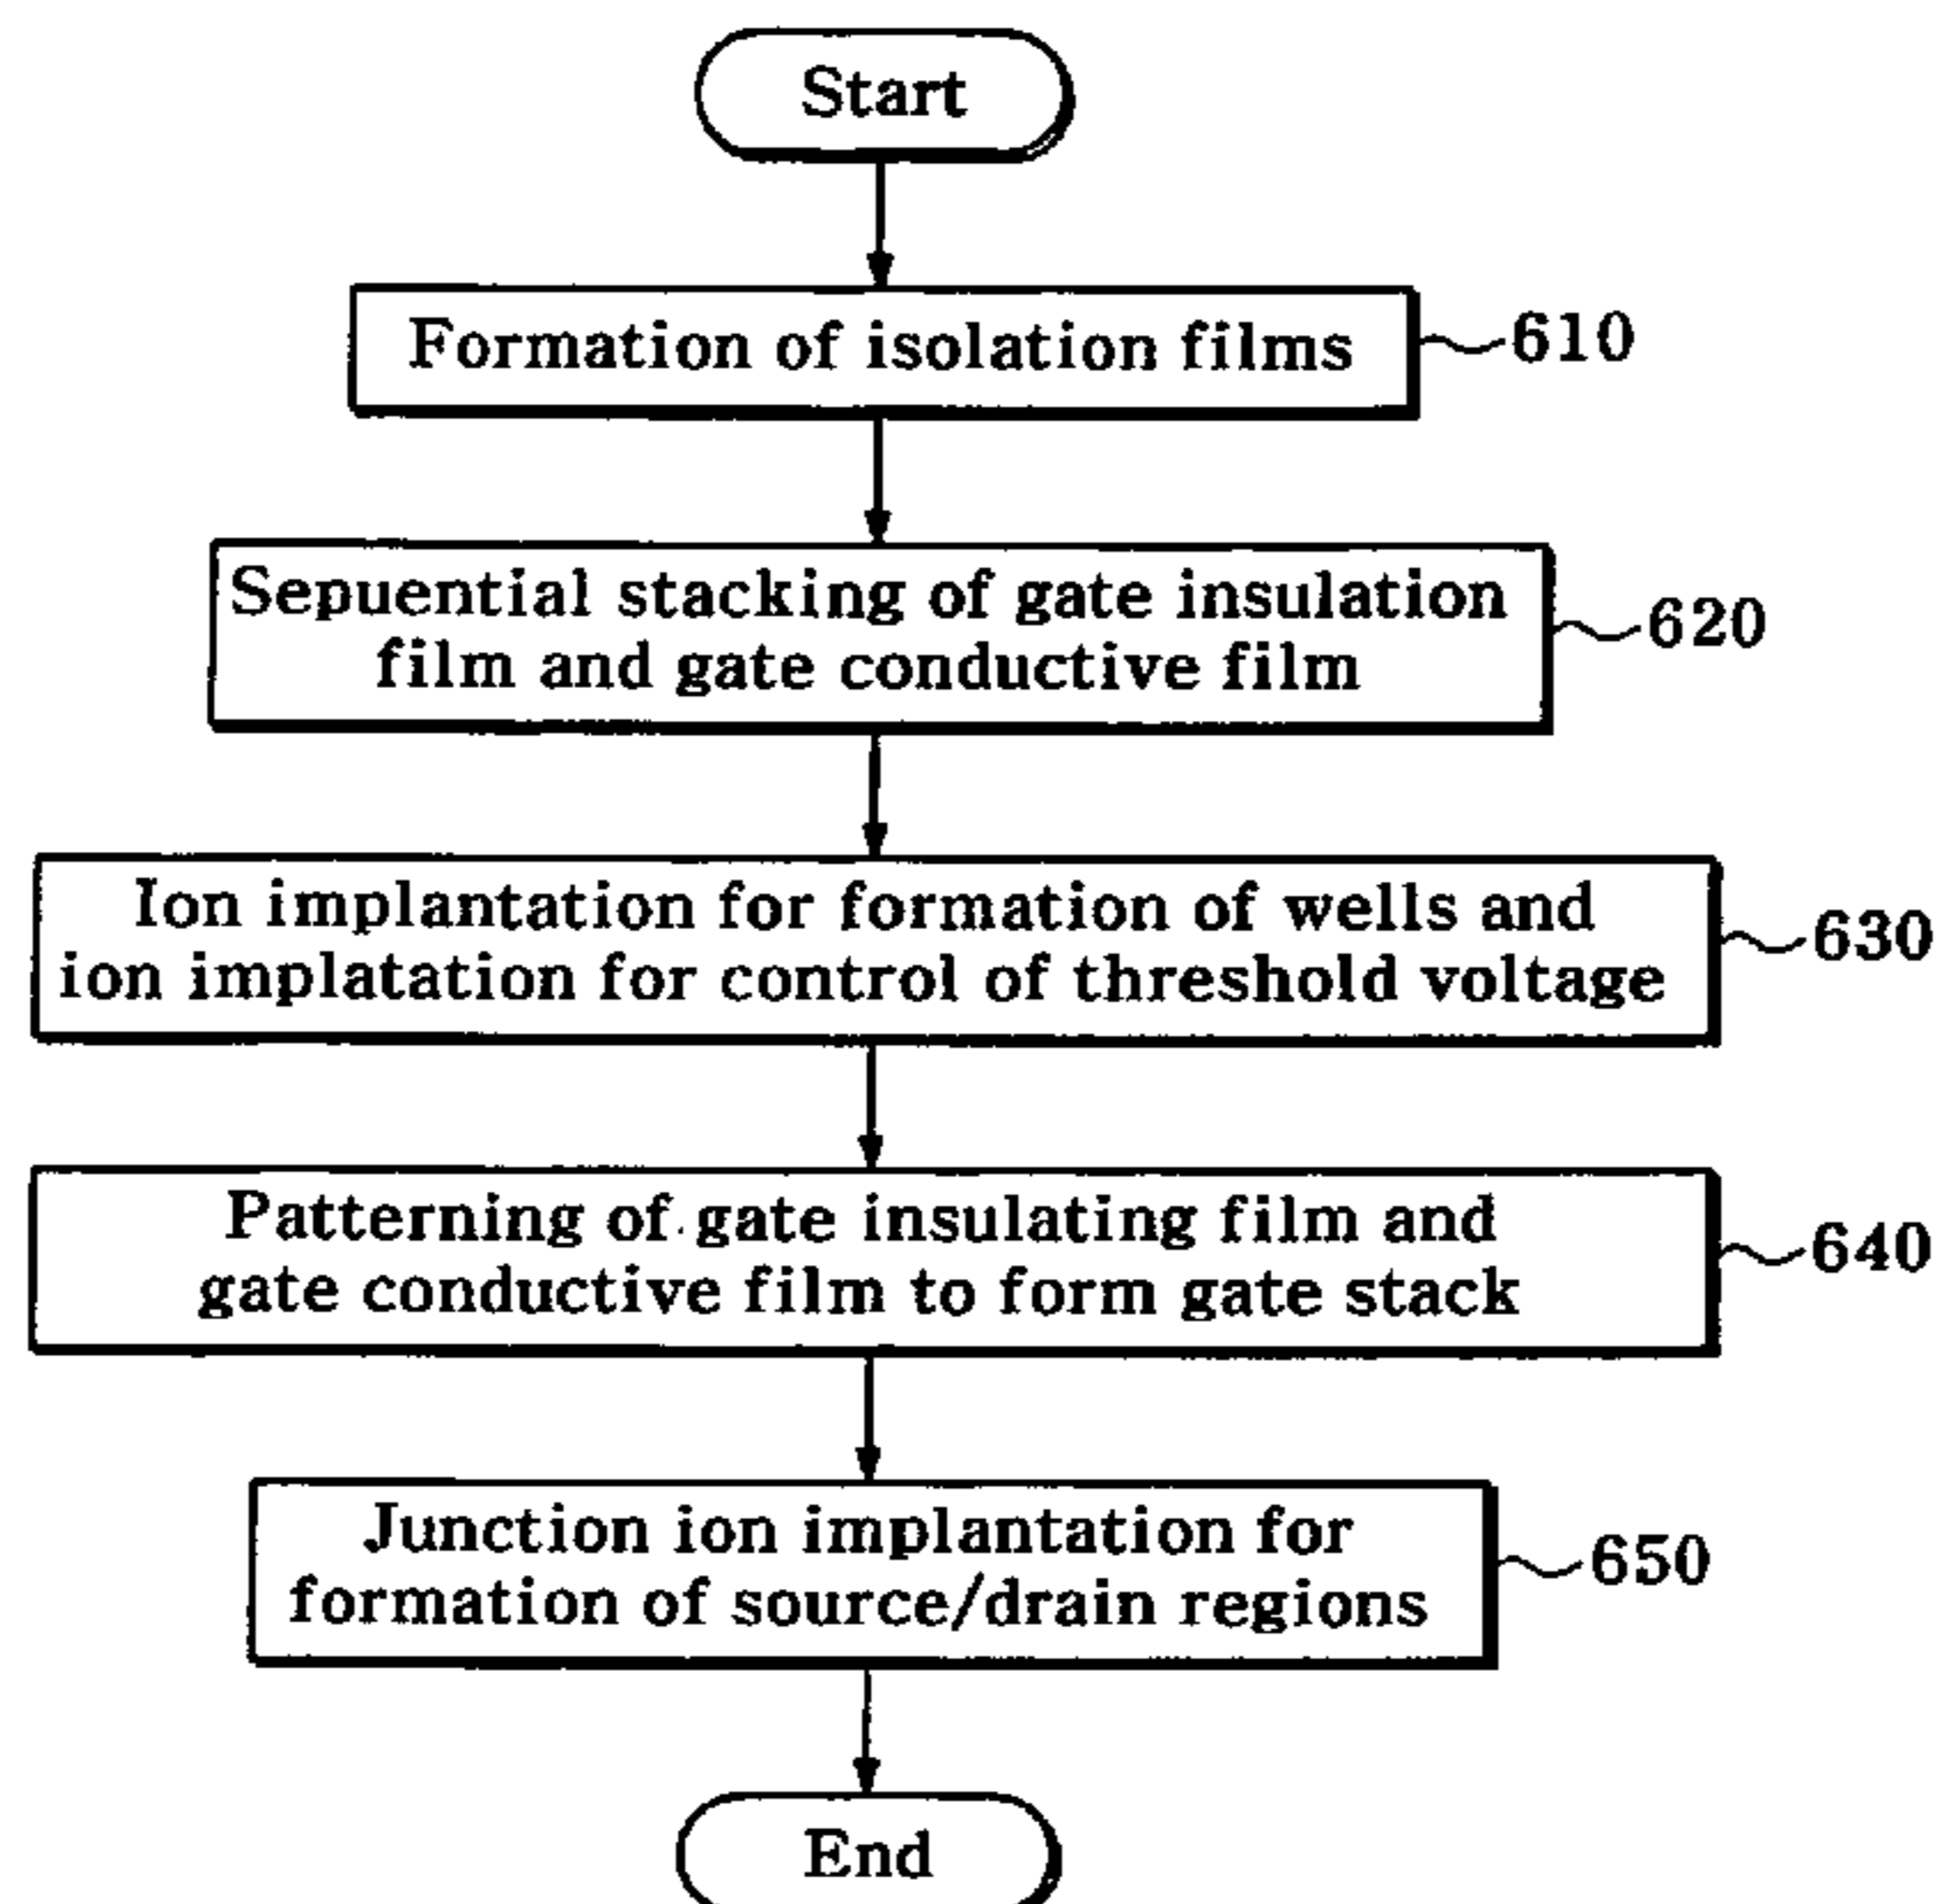 Start
Formation of isolation films
610
Sepuential stacking of gate insulation
film and gate conductive film
620
Ion implantation for formation of wells and
ion implatation for control of threshold voltage
630
Patterning of gate insulating film and
gate conductive film to form gate stack
640
Junction ion implantation for
formation of source/drain regions
650
End